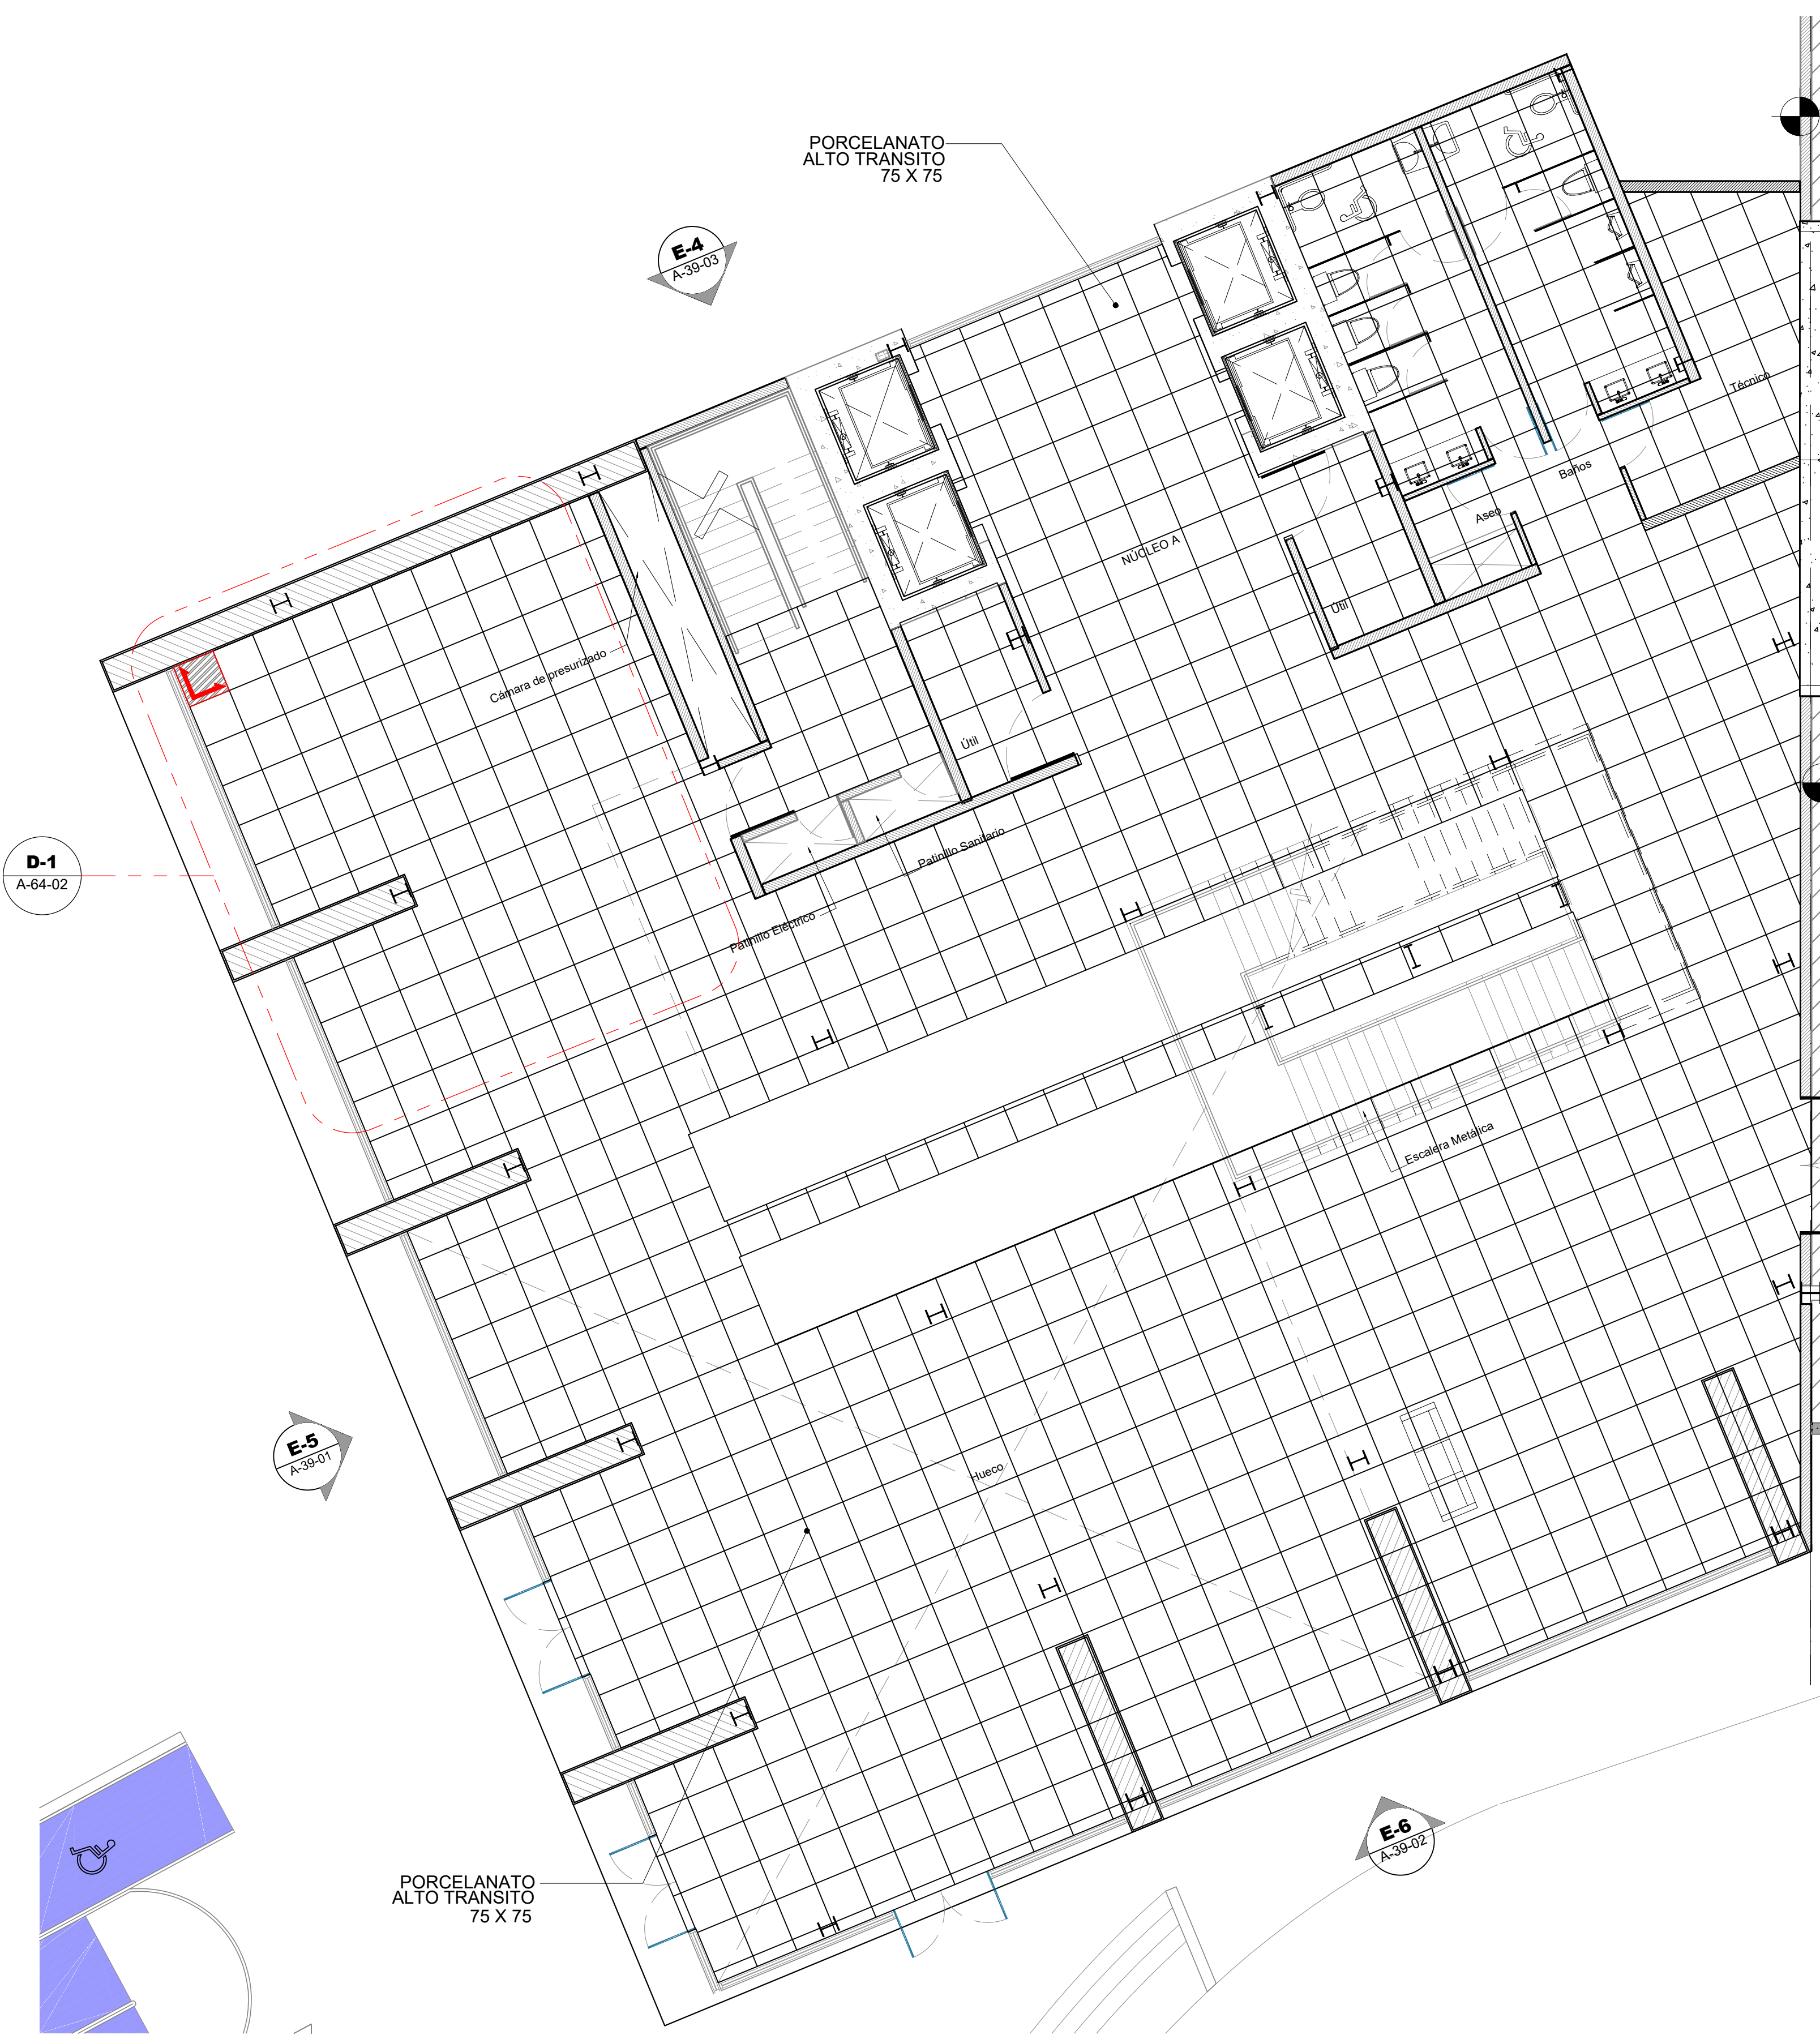 PORCELANATO
ALTO TRANSITO
75 X 75
E-4
A-39-03
Técnico
Baños
Aseo
NÚCLEO A
Útil
Cámara de presurizado
Útil
D-1
A-64-02
Patinillo Sanitario
Patinillo Eléctrico
Escalera Metálica
E-5
A-39-01
Hueco
E-6
A-39-02
PORCELANATO
ALTO TRANSITO
75 X 75